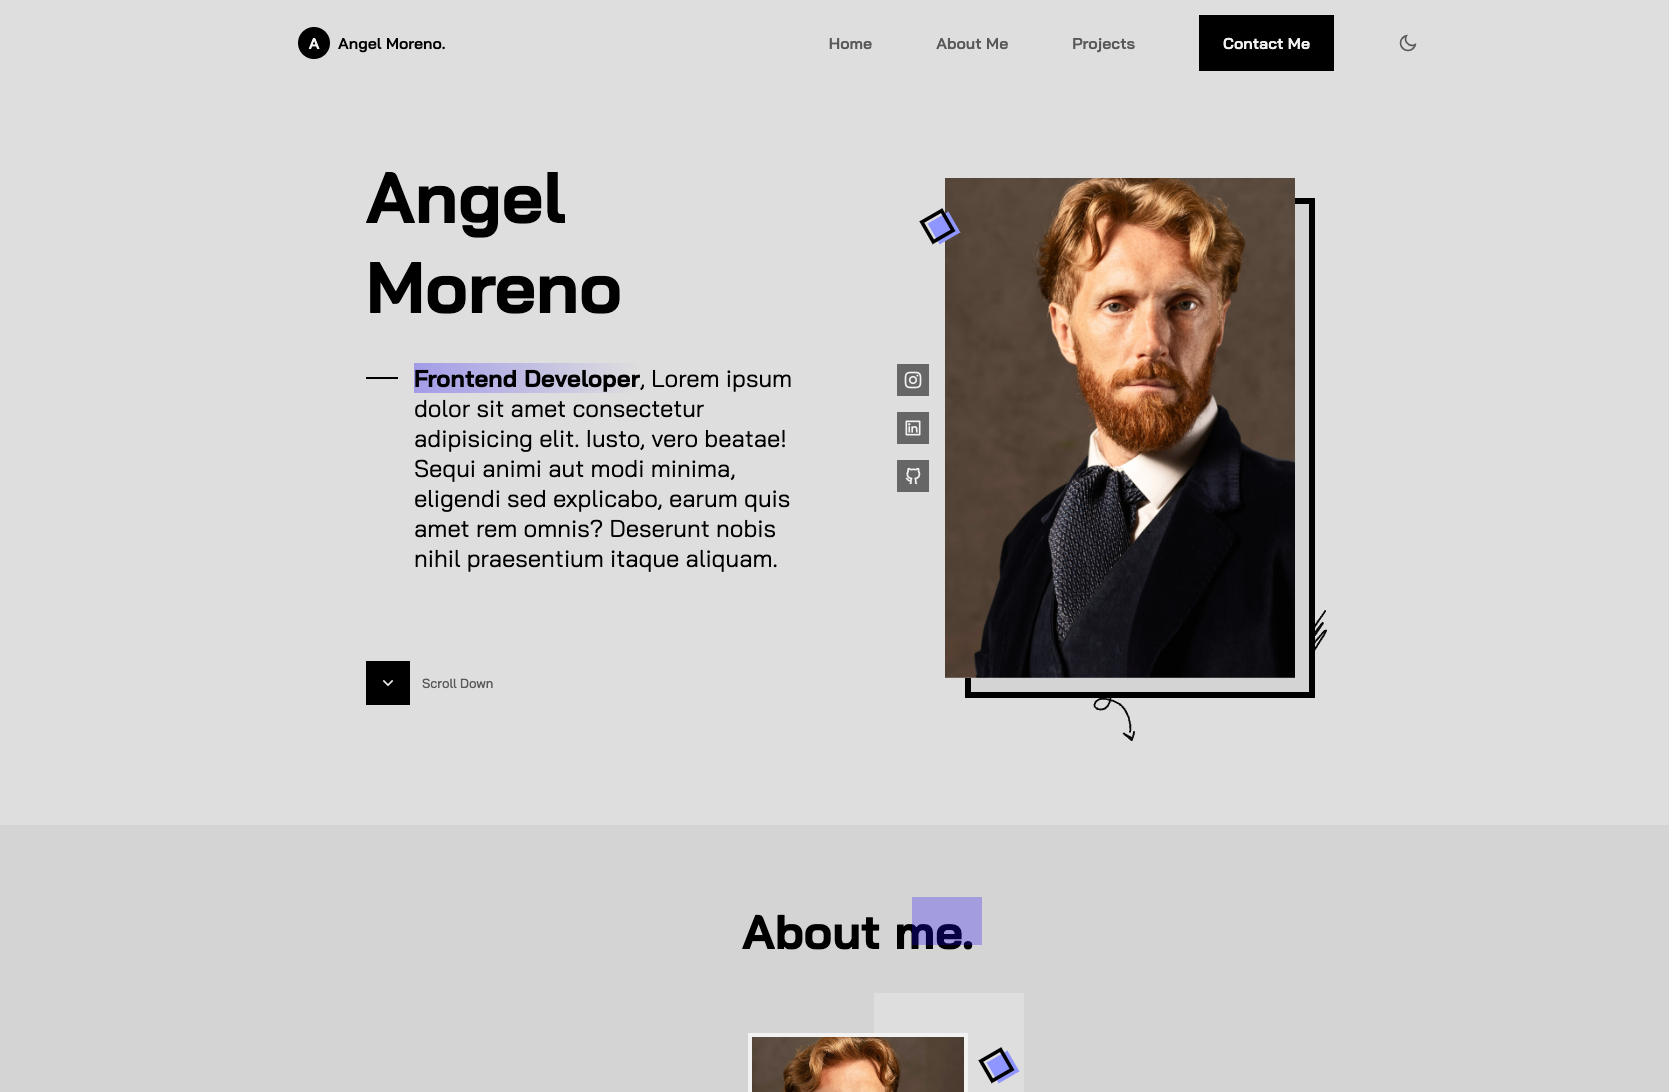 A Angel Moreno.
Home About Me Projects Contact Me
Angel
Moreno
Frontend Developer, Lorem ipsum
dolor sit amet consectetur
adipisicing elit. Iusto, vero beatae!
Sequi animi aut modi minima,
eligendi sed explicabo, earum quis
amet rem omnis? Deserunt nobis
nihil praesentium itaque aliquam.
in
Scroll Down
About me.